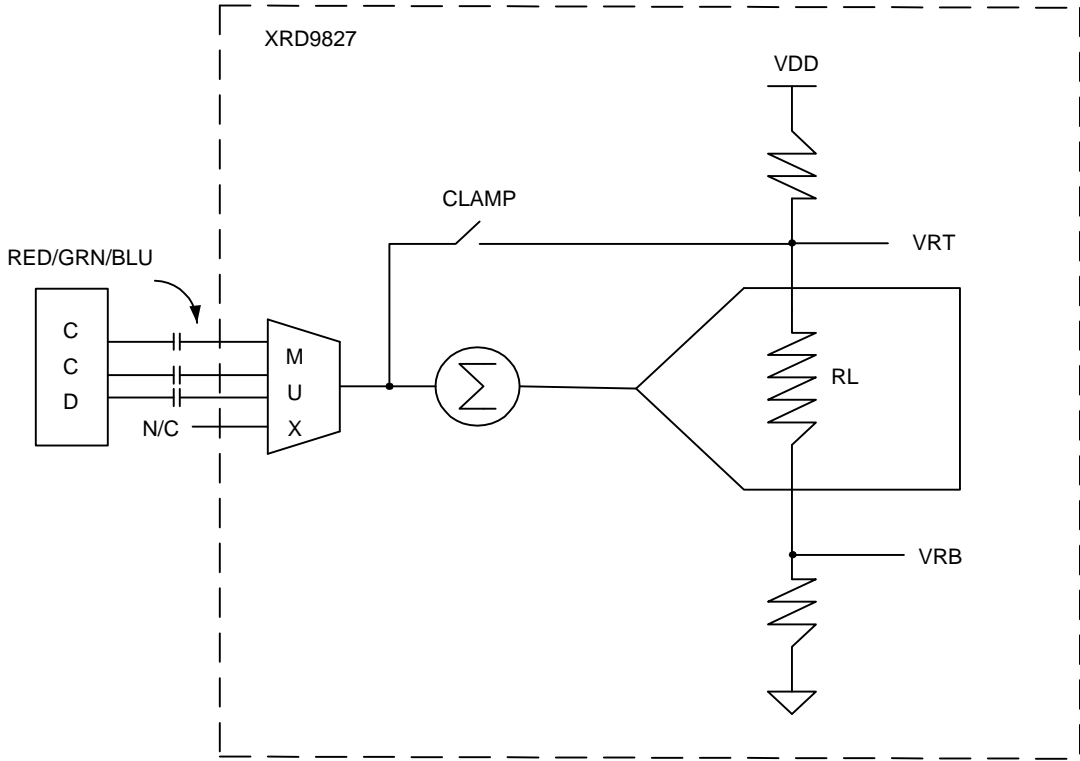 XRD9827
VDD
CLAMP
VRT
RED/GRN/BLU
C
C
D
M
U
X
N/C
Σ
RL
VRB